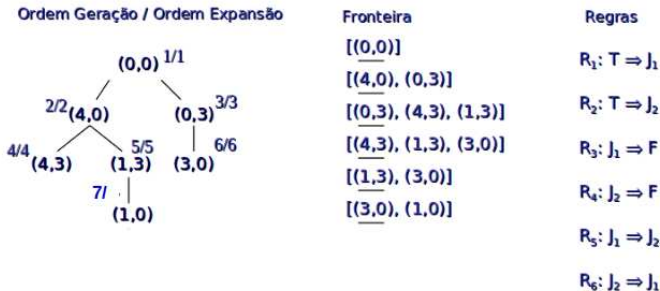 Ordem Geração / Ordem Expansão
(0,0) 1/1
2/2 (4,0)
(0,3) 3/3
4/4 (4,3)
5/5 (1,3)
6/6 (3,0)
7/ (1,0)
Fronteira
[(0,0)]
[(4,0), (0,3)]
[(0,3), (4,3), (1,3)]
[(4,3), (1,3), (3,0)]
[(1,3), (3,0)]
[(3,0), (1,0)]
Regras
R₁: T ⇒ J₁
R₂: T ⇒ J₂
R₃: J₁ ⇒ F
R₄: J₂ ⇒ F
R₅: J₁ ⇒ J₂
R₆: J₂ ⇒ J₁